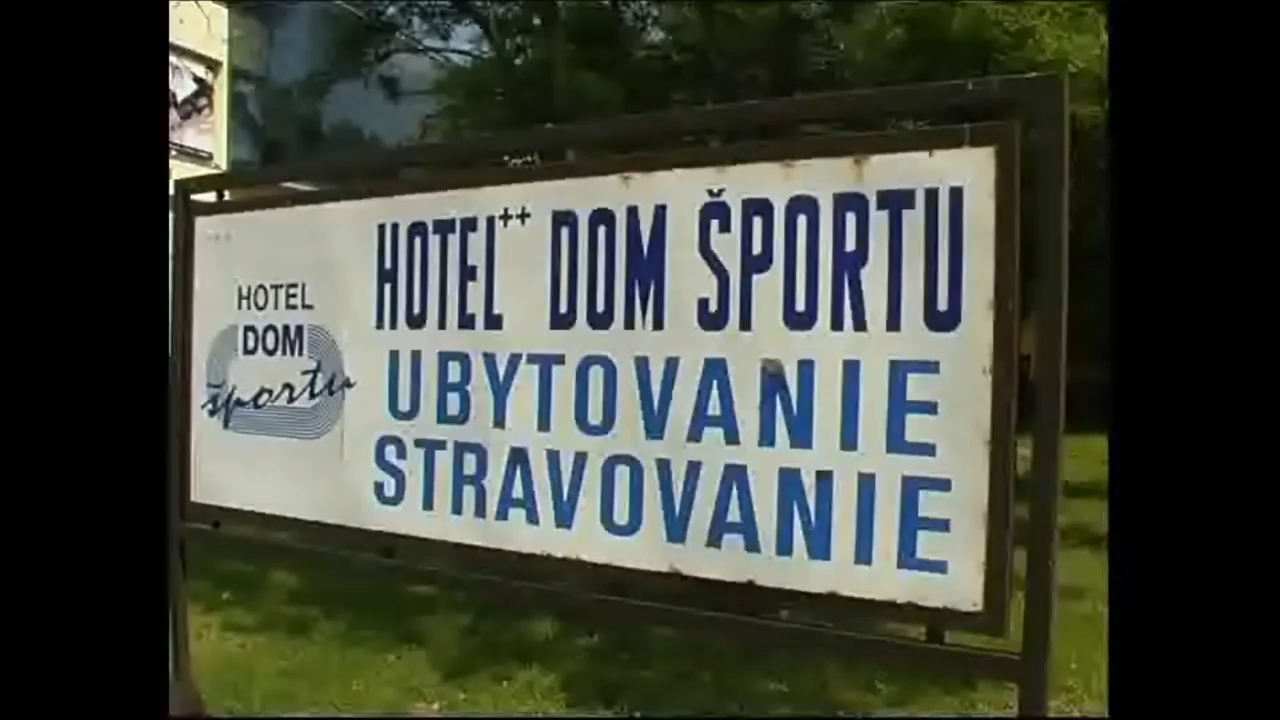 HOTEL
DOM
športu
HOTEL++ DOM ŠPORTU
UBYTOVANIE
STRAVOVANIE